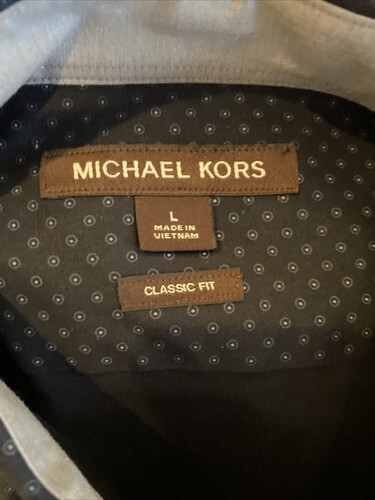 MICHAEL KORS
L
MADE IN
VIETNAM
CLASSIC FIT